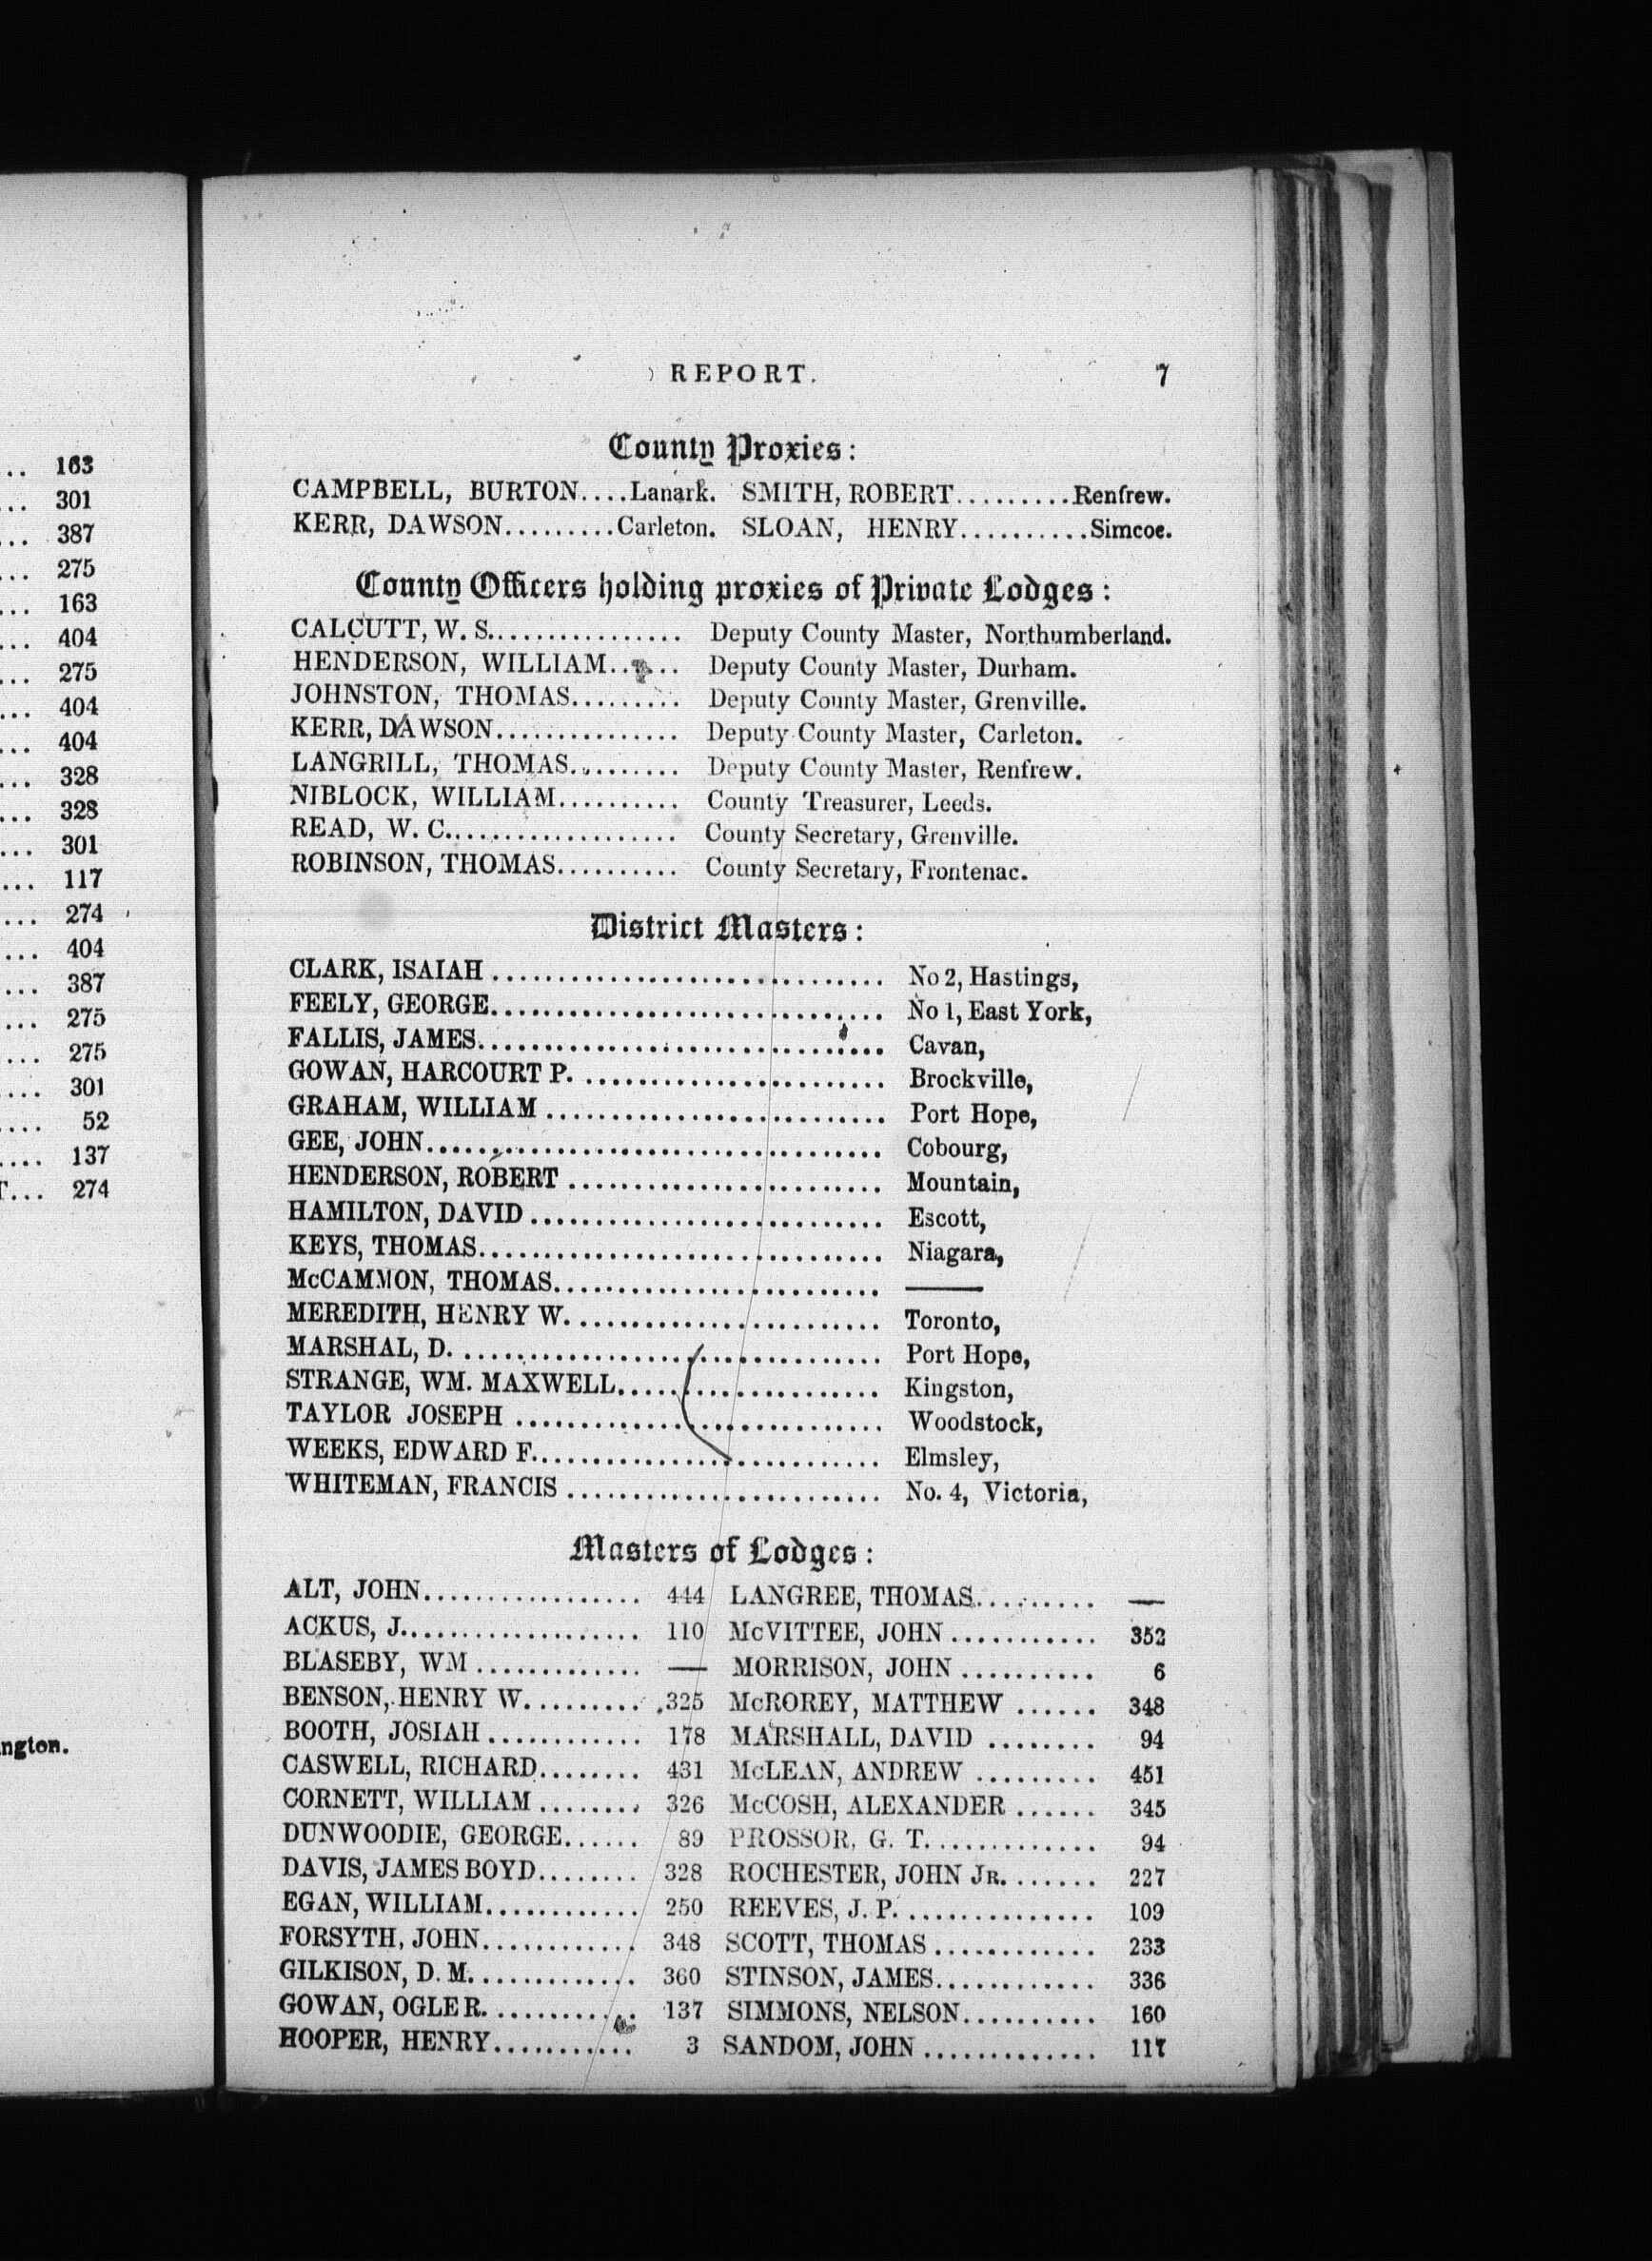 163
301
387
275
163
404
275
404
404
328
328
301
117
274
404
387
275
275
301
52
137
T... 274
ngton.
REPORT. 7
County Proxies:
CAMPBELL, BURTON....Lanark. SMITH, ROBERT.........Renfrew.
KERR, DAWSON.........Carleton. SLOAN, HENRY..........Simcoe.
County Officers holding proxies of Private Lodges:
CALCUTT, W. S................ Deputy County Master, Northumberland.
HENDERSON, WILLIAM...... Deputy County Master, Durham.
JOHNSTON, THOMAS......... Deputy County Master, Grenville.
KERR, DAWSON............... Deputy County Master, Carleton.
LANGRILL, THOMAS.......... Deputy County Master, Renfrew.
NIBLOCK, WILLIAM.......... County Treasurer, Leeds.
READ, W. C................... County Secretary, Grenville.
ROBINSON, THOMAS.......... County Secretary, Frontenac.
District Masters:
CLARK, ISAIAH ............................... No 2, Hastings,
FEELY, GEORGE............................... No 1, East York,
FALLIS, JAMES................................ Cavan,
GOWAN, HARCOURT P. ........................ Brockville,
GRAHAM, WILLIAM ........................... Port Hope,
GEE, JOHN.................................... Cobourg,
HENDERSON, ROBERT ......................... Mountain,
HAMILTON, DAVID ............................ Escott,
KEYS, THOMAS................................ Niagara,
McCAMMON, THOMAS.......................... ———
MEREDITH, HENRY W. ........................ Toronto,
MARSHAL, D. ................................. Port Hope,
STRANGE, WM. MAXWELL..................... Kingston,
TAYLOR JOSEPH ............................. Woodstock,
WEEKS, EDWARD F............................ Elmsley,
WHITEMAN, FRANCIS ......................... No. 4, Victoria,
Masters of Lodges:
ALT, JOHN................. 444 LANGREE, THOMAS.......... —
ACKUS, J................... 110 McVITTEE, JOHN ........... 352
BLASEBY, WM ............. — MORRISON, JOHN .......... 6
BENSON, HENRY W. ........ 325 McROREY, MATTHEW ...... 348
BOOTH, JOSIAH ............ 178 MARSHALL, DAVID ........ 94
CASWELL, RICHARD........ 431 McLEAN, ANDREW ......... 451
CORNETT, WILLIAM ........ 326 McCOSH, ALEXANDER ...... 345
DUNWOODIE, GEORGE...... 89 PROSSOR, G. T. ............. 94
DAVIS, JAMES BOYD........ 328 ROCHESTER, JOHN JR. ...... 227
EGAN, WILLIAM............ 250 REEVES, J. P. .............. 109
FORSYTH, JOHN............ 348 SCOTT, THOMAS ............ 233
GILKISON, D. M. ............ 360 STINSON, JAMES............ 336
GOWAN, OGLE R. ........... 137 SIMMONS, NELSON.......... 160
HOOPER, HENRY........... 3 SANDOM, JOHN ............. 117